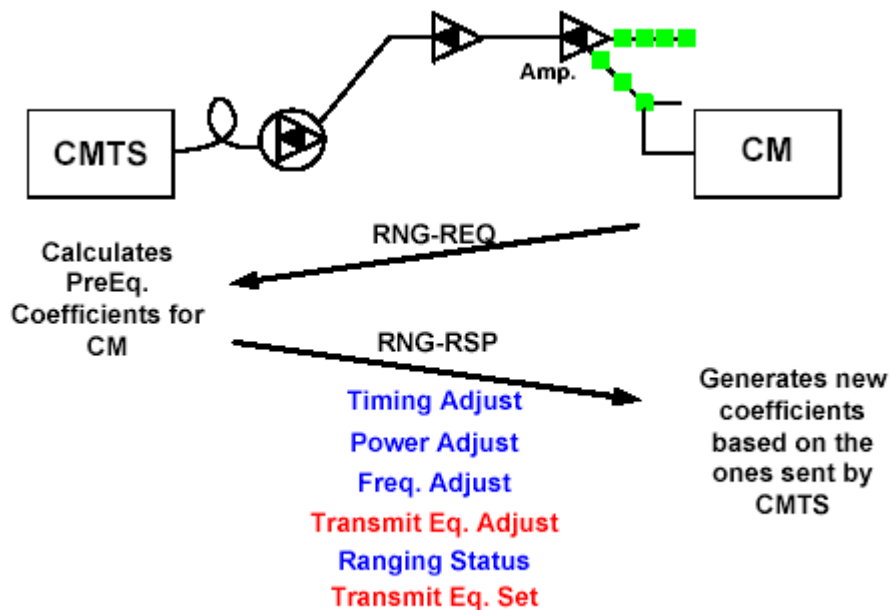 Amp.
CMTS
CM
RNG-REQ
Calculates
PreEq.
Coefficients for
CM
RNG-RSP
Timing Adjust
Power Adjust
Freq. Adjust
Transmit Eq. Adjust
Ranging Status
Transmit Eq. Set
Generates new
coefficients
based on the
ones sent by
CMTS